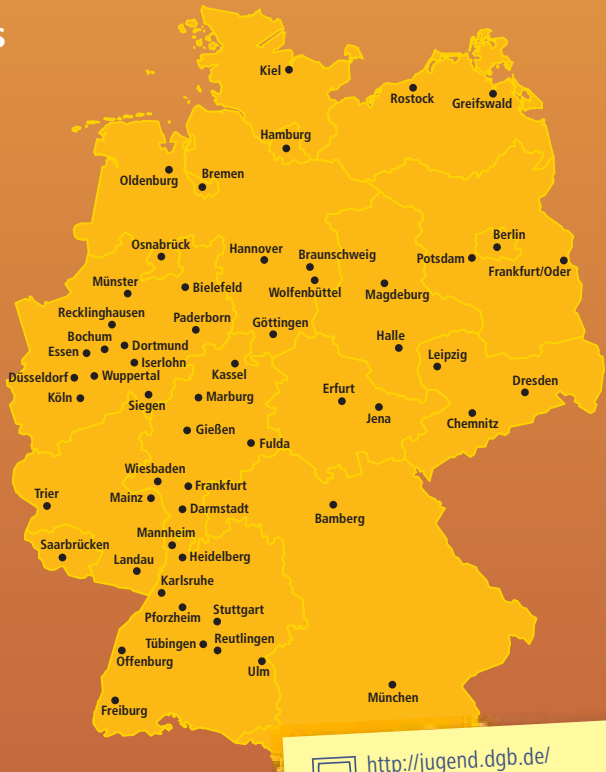 s
Kiel
Rostock
Greifswald
Hamburg
Oldenburg
Bremen
Osnabrück
Hannover
Braunschweig
Berlin
Potsdam
Frankfurt/Oder
Münster
Bielefeld
Wolfenbüttel
Magdeburg
Recklinghausen
Paderborn
Göttingen
Bochum
Dortmund
Halle
Essen
Iserlohn
Leipzig
Düsseldorf
Wuppertal
Kassel
Dresden
Köln
Siegen
Marburg
Erfurt
Jena
Chemnitz
Gießen
Fulda
Wiesbaden
Frankfurt
Trier
Mainz
Darmstadt
Bamberg
Mannheim
Saarbrücken
Landau
Heidelberg
Karlsruhe
Pforzheim
Stuttgart
Tübingen
Reutlingen
Offenburg
Ulm
München
Freiburg
http://jugend.dgb.de/